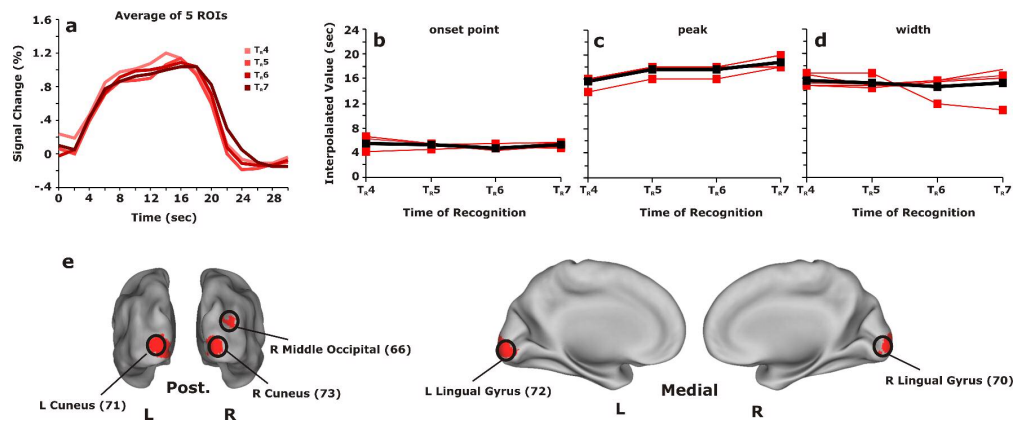 a
Average of 5 ROIs
Signal Change (%)
1.6
1.2
.8
.4
0
-.4
TR4
TR5
TR6
TR7
0 4 8 12 16 20 24 28
Time (sec)
b
onset point
Interpolalated Value (sec)
24
20
16
12
8
4
0
TR4 TR5 TR6 TR7
Time of Recognition
c
peak
TR4 TR5 TR6 TR7
Time of Recognition
d
width
TR4 TR5 TR6 TR7
Time of Recognition
e
R Middle Occipital (66)
L Cuneus (71)
Post.
R Cuneus (73)
L R
L Lingual Gyrus (72)
Medial
R Lingual Gyrus (70)
L R